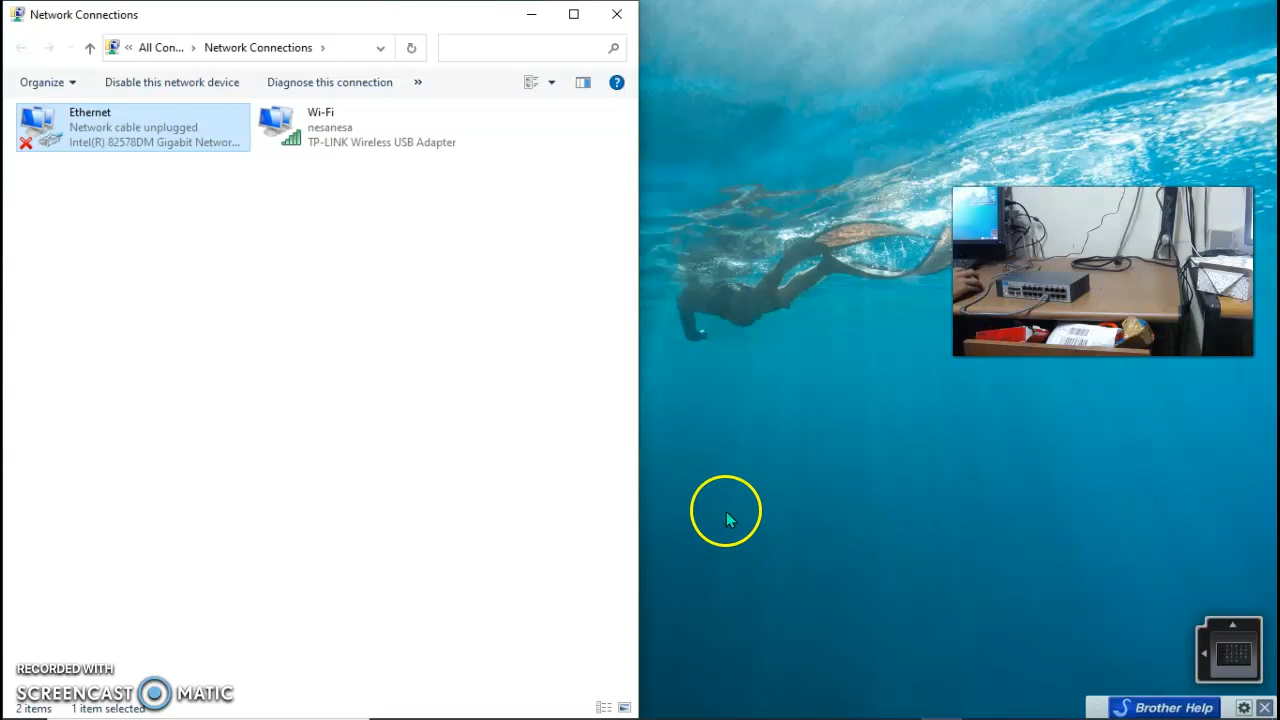 Network Connections
« All Con... › Network Connections ›
Organize Disable this network device Diagnose this connection »
Ethernet
Network cable unplugged
Intel(R) 82578DM Gigabit Networ...
Wi-Fi
nesanesa
TP-LINK Wireless USB Adapter
RECORDED WITH
SCREENCAST MATIC
2 items 1 item selected
Brother Help